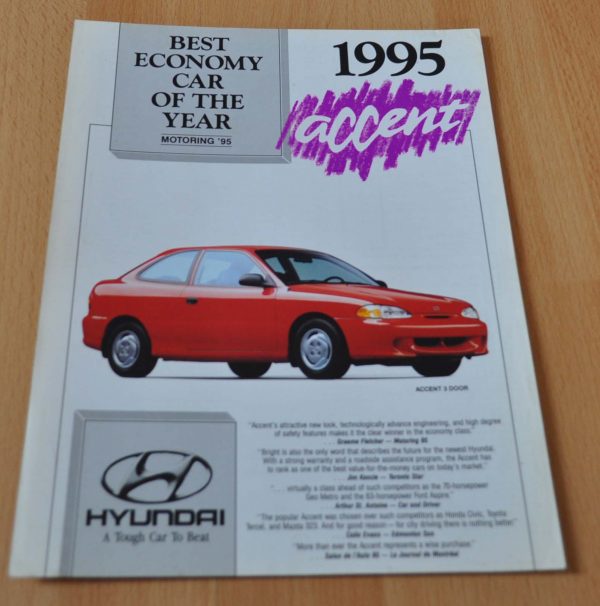 BEST
ECONOMY
CAR
OF THE
YEAR
MOTORING '95
1995
accent
ACCENT 3 DOOR
"Accent's attractive new look, technologically advance engineering, and high degree
of safety features makes it the clear winner in the economy class."
. . . Graeme Fletcher — Motoring 95
"Bright is also the only word that describes the future for the newest Hyundai.
With a strong warranty and a roadside assistance program, the Accent has
to rank as one of the best value-for-the-money cars on today's market."
Jon — Toronto Star
". . . virtually a class ahead of such competitors as the 70-horsepower
Geo Metro and the 63-horsepower Ford Aspire."
. . . Arthur St. Antoine — Car and Driver
"The popular Accent was chosen over such competitors as Honda Civic, Toyota
Tercel, and Mazda 323. And for good reason — for city driving there is nothing better."
Evans — Edmonton Sun
"More than ever the Accent represents a wise purchase."
Salon de l'Auto 95 — Le Journal de Montréal
HYUNDAI
A Tough Car To Beat